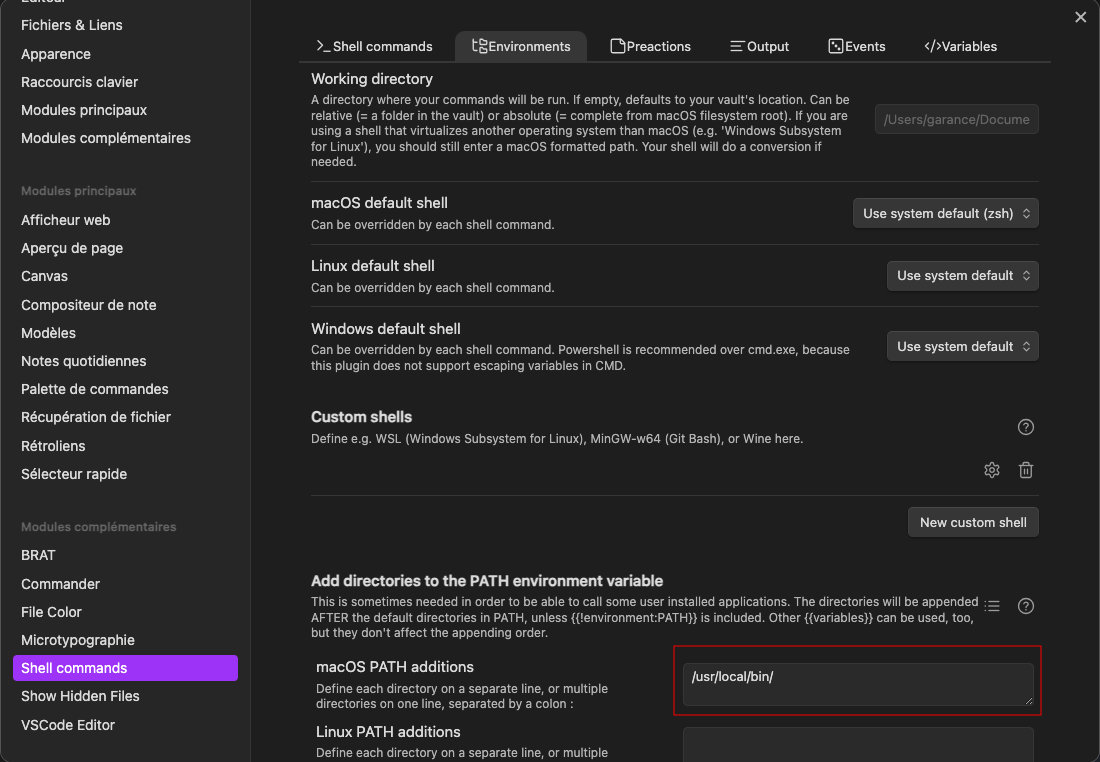 Éditeur
Fichiers & Liens
Apparence
Raccourcis clavier
Modules principaux
Modules complémentaires
Modules principaux
Afficheur web
Aperçu de page
Canvas
Compositeur de note
Modèles
Notes quotidiennes
Palette de commandes
Récupération de fichier
Rétroliens
Sélecteur rapide
Modules complémentaires
BRAT
Commander
File Color
Microtypographie
Shell commands
Show Hidden Files
VSCode Editor
>_Shell commands
Environments
Preactions
Output
Events
</>Variables
Working directory
A directory where your commands will be run. If empty, defaults to your vault's location. Can be
relative (= a folder in the vault) or absolute (= complete from macOS filesystem root). If you are
using a shell that virtualizes another operating system than macOS (e.g. 'Windows Subsystem
for Linux'), you should still enter a macOS formatted path. Your shell will do a conversion if
needed.
/Users/garance/Docume
macOS default shell
Can be overridden by each shell command.
Use system default (zsh)
Linux default shell
Can be overridden by each shell command.
Use system default
Windows default shell
Can be overridden by each shell command. Powershell is recommended over cmd.exe, because
this plugin does not support escaping variables in CMD.
Use system default
Custom shells
Define e.g. WSL (Windows Subsystem for Linux), MinGW-w64 (Git Bash), or Wine here.
New custom shell
Add directories to the PATH environment variable
This is sometimes needed in order to be able to call some user installed applications. The directories will be appended
AFTER the default directories in PATH, unless {{!environment:PATH}} is included. Other {{variables}} can be used, too,
but they don't affect the appending order.
macOS PATH additions
Define each directory on a separate line, or multiple
directories on one line, separated by a colon :
/usr/local/bin/
Linux PATH additions
Define each directory on a separate line, or multiple